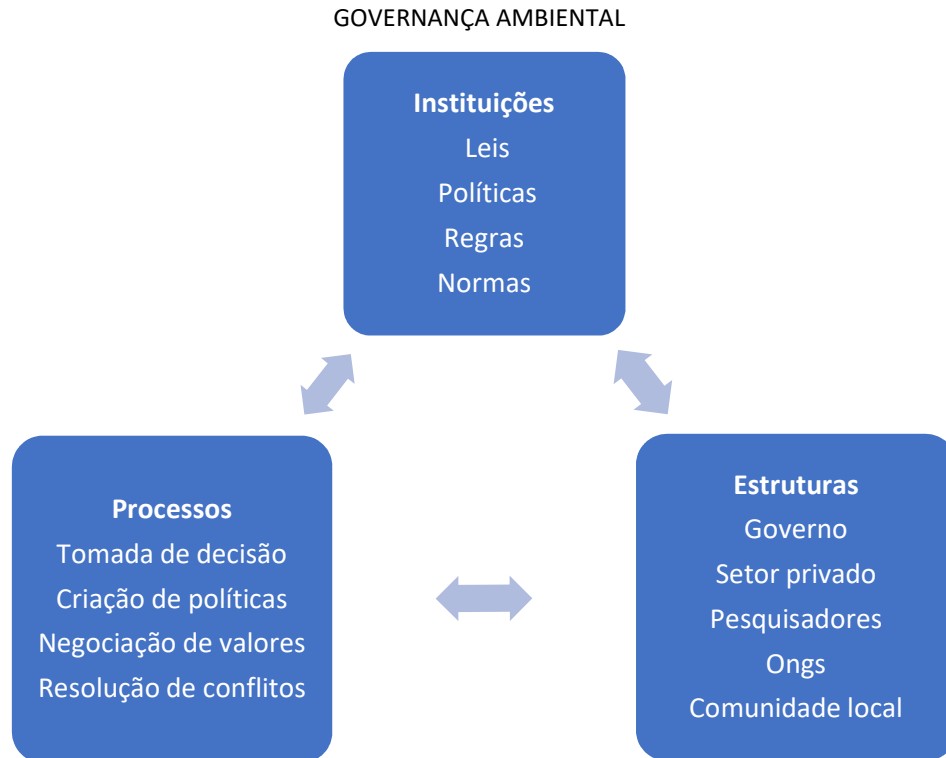 GOVERNANÇA AMBIENTAL
Instituições
Leis
Políticas
Regras
Normas
Processos
Tomada de decisão
Criação de políticas
Negociação de valores
Resolução de conflitos
Estruturas
Governo
Setor privado
Pesquisadores
Ongs
Comunidade local